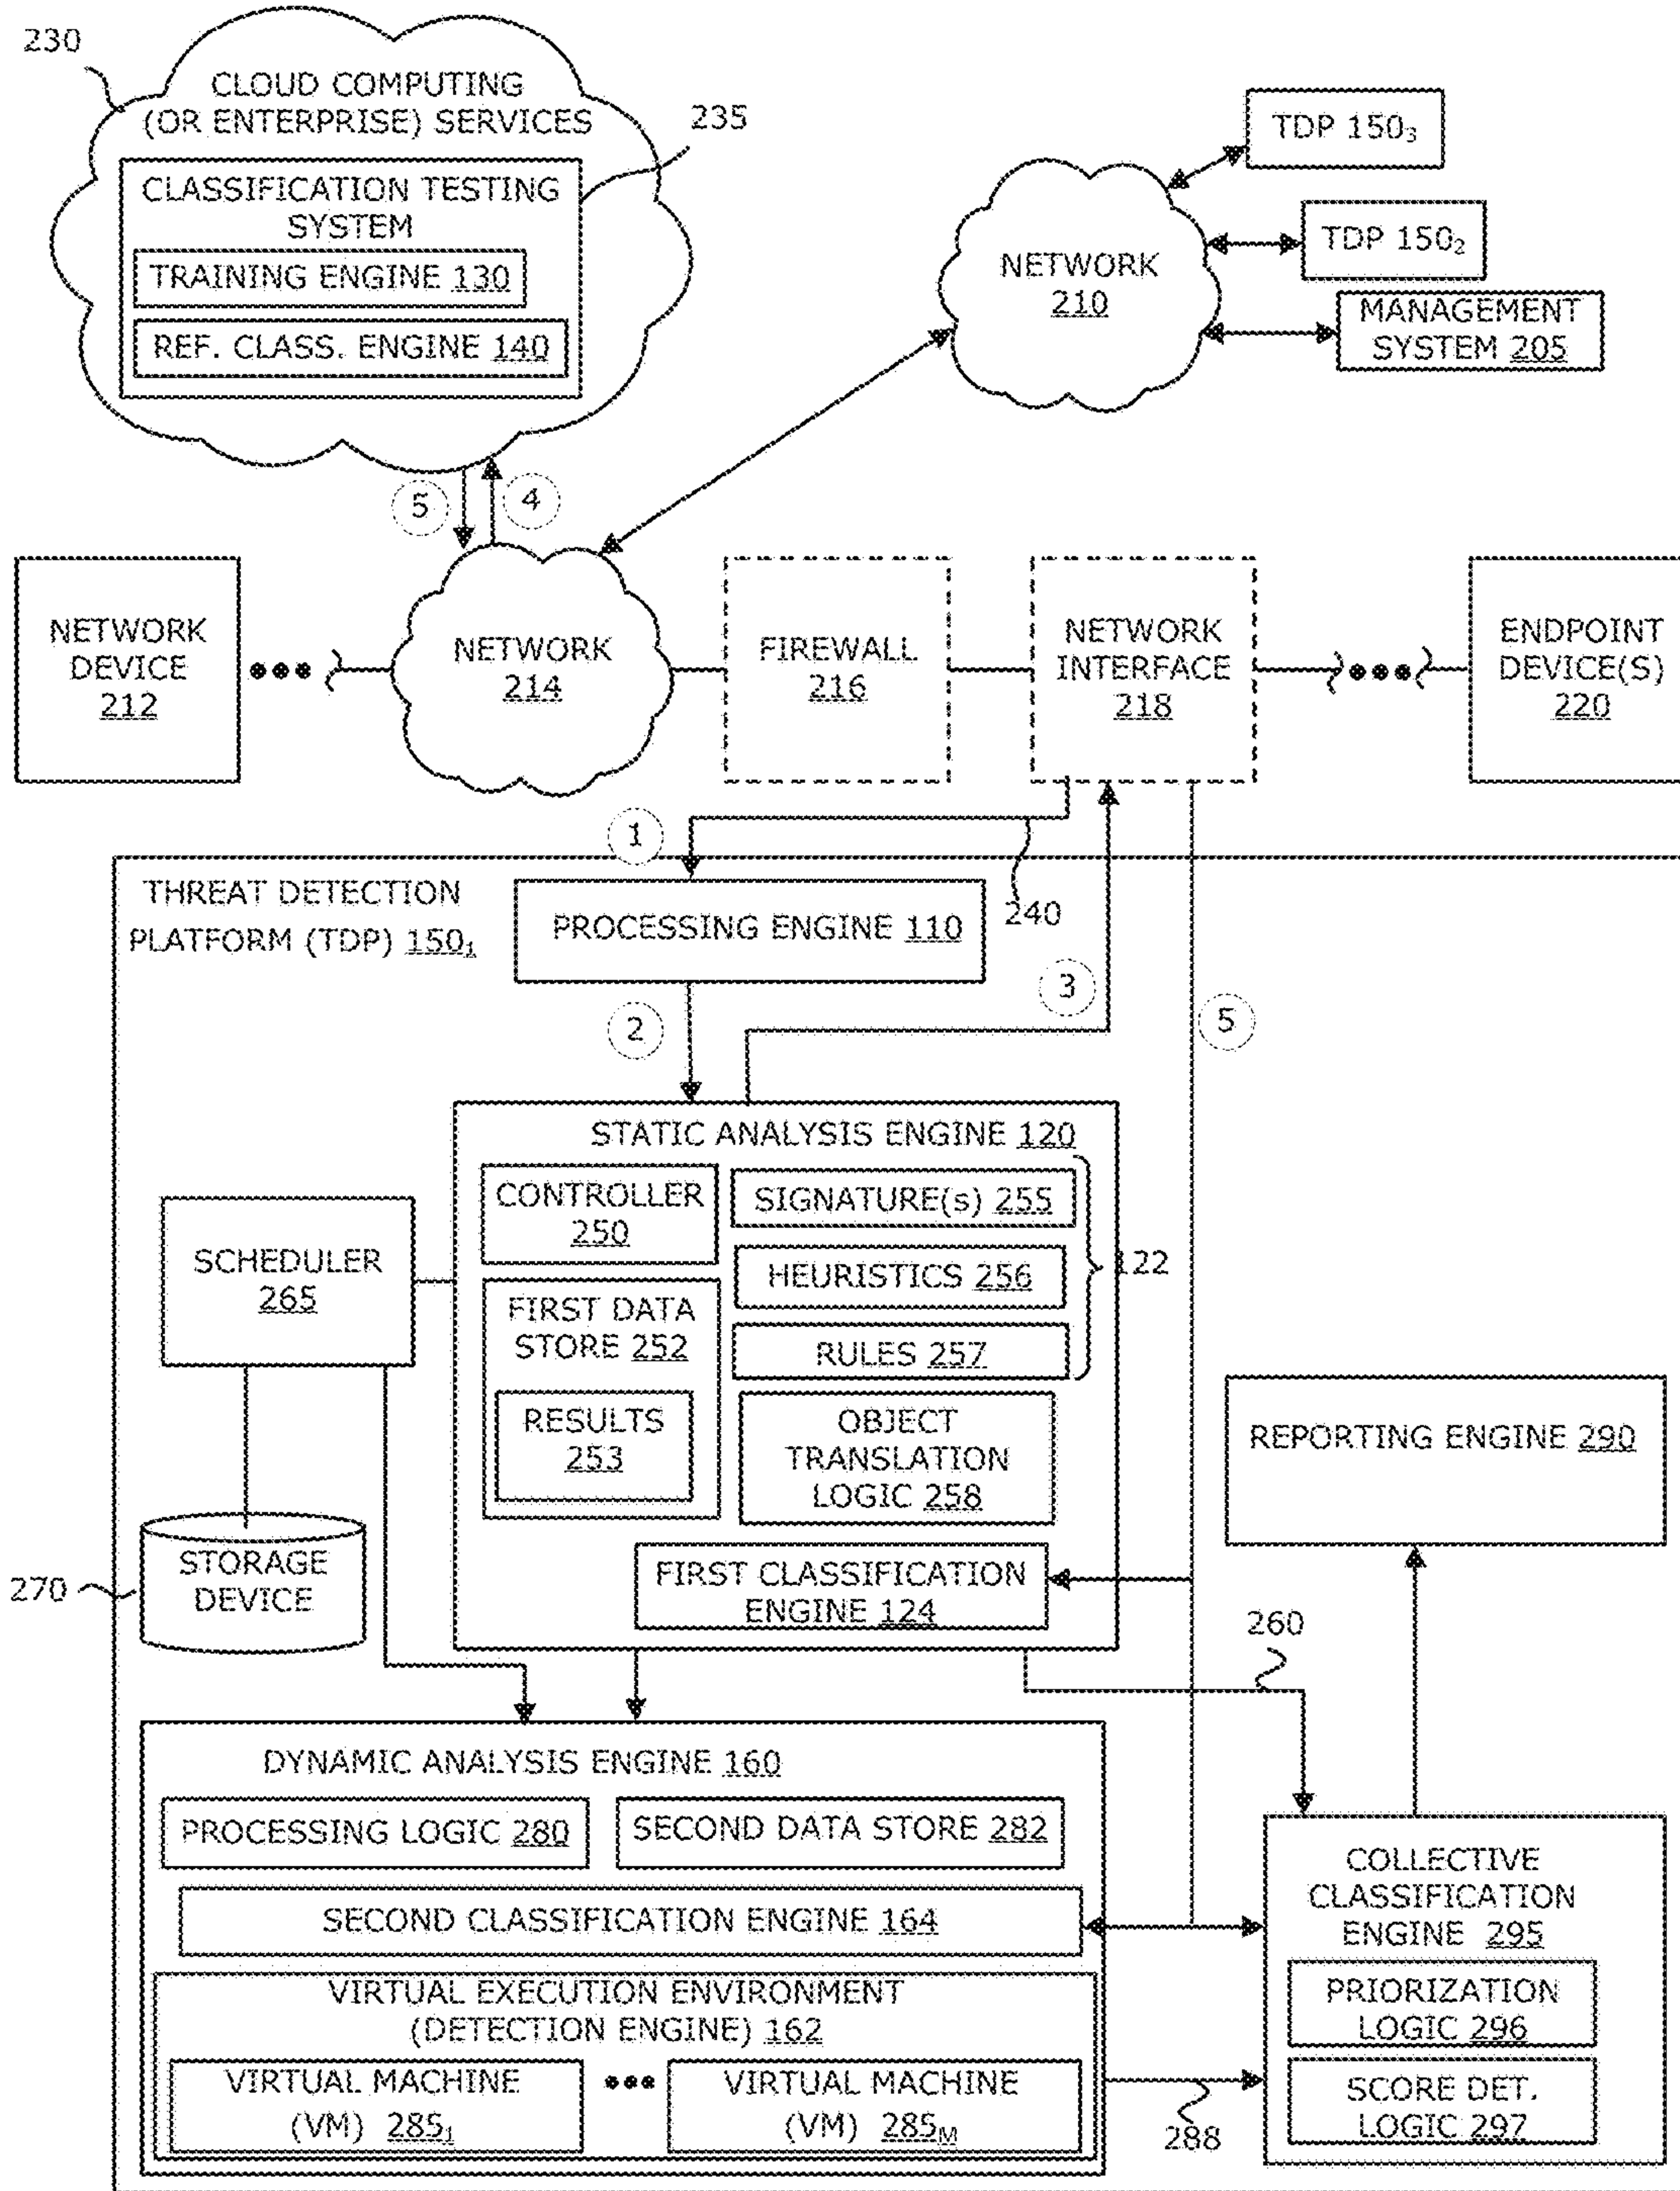 230
CLOUD COMPUTING
(OR ENTERPRISE) SERVICES
235
CLASSIFICATION TESTING
SYSTEM
TRAINING ENGINE 130
REF. CLASS. ENGINE 140
TDP 150₃
TDP 150₂
NETWORK
210
MANAGEMENT
SYSTEM 205
5
4
NETWORK
DEVICE
212
NETWORK
214
FIREWALL
216
NETWORK
INTERFACE
218
ENDPOINT
DEVICE(S)
220
1
240
THREAT DETECTION
PLATFORM (TDP) 150₁
PROCESSING ENGINE 110
2
3
5
STATIC ANALYSIS ENGINE 120
CONTROLLER
250
SIGNATURE(s) 255
HEURISTICS 256
RULES 257
122
FIRST DATA
STORE 252
RESULTS
253
OBJECT
TRANSLATION
LOGIC 258
FIRST CLASSIFICATION
ENGINE 124
SCHEDULER
265
270
STORAGE
DEVICE
REPORTING ENGINE 290
260
DYNAMIC ANALYSIS ENGINE 160
PROCESSING LOGIC 280
SECOND DATA STORE 282
SECOND CLASSIFICATION ENGINE 164
VIRTUAL EXECUTION ENVIRONMENT
(DETECTION ENGINE) 162
VIRTUAL MACHINE
(VM) 285₁
VIRTUAL MACHINE
(VM) 285M
288
COLLECTIVE
CLASSIFICATION
ENGINE 295
PRIORIZATION
LOGIC 296
SCORE DET.
LOGIC 297